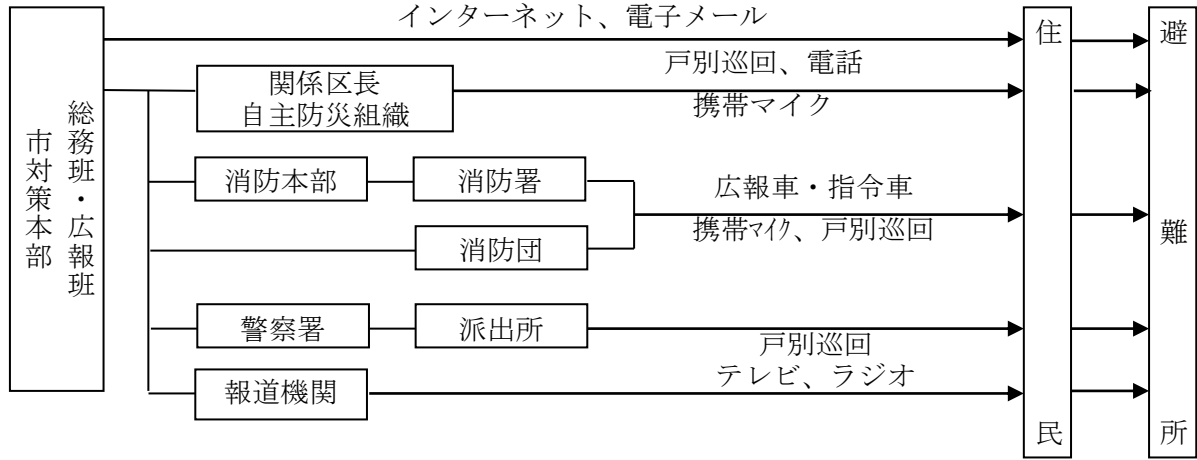 インターネット、電子メール
総務班・広報班
市対策本部
関係区長
自主防災組織
戸別巡回、電話
携帯マイク
消防本部
消防署
消防団
広報車・指令車
携帯ﾏｲｸ、戸別巡回
警察署
派出所
戸別巡回
報道機関
テレビ、ラジオ
住民
避難所